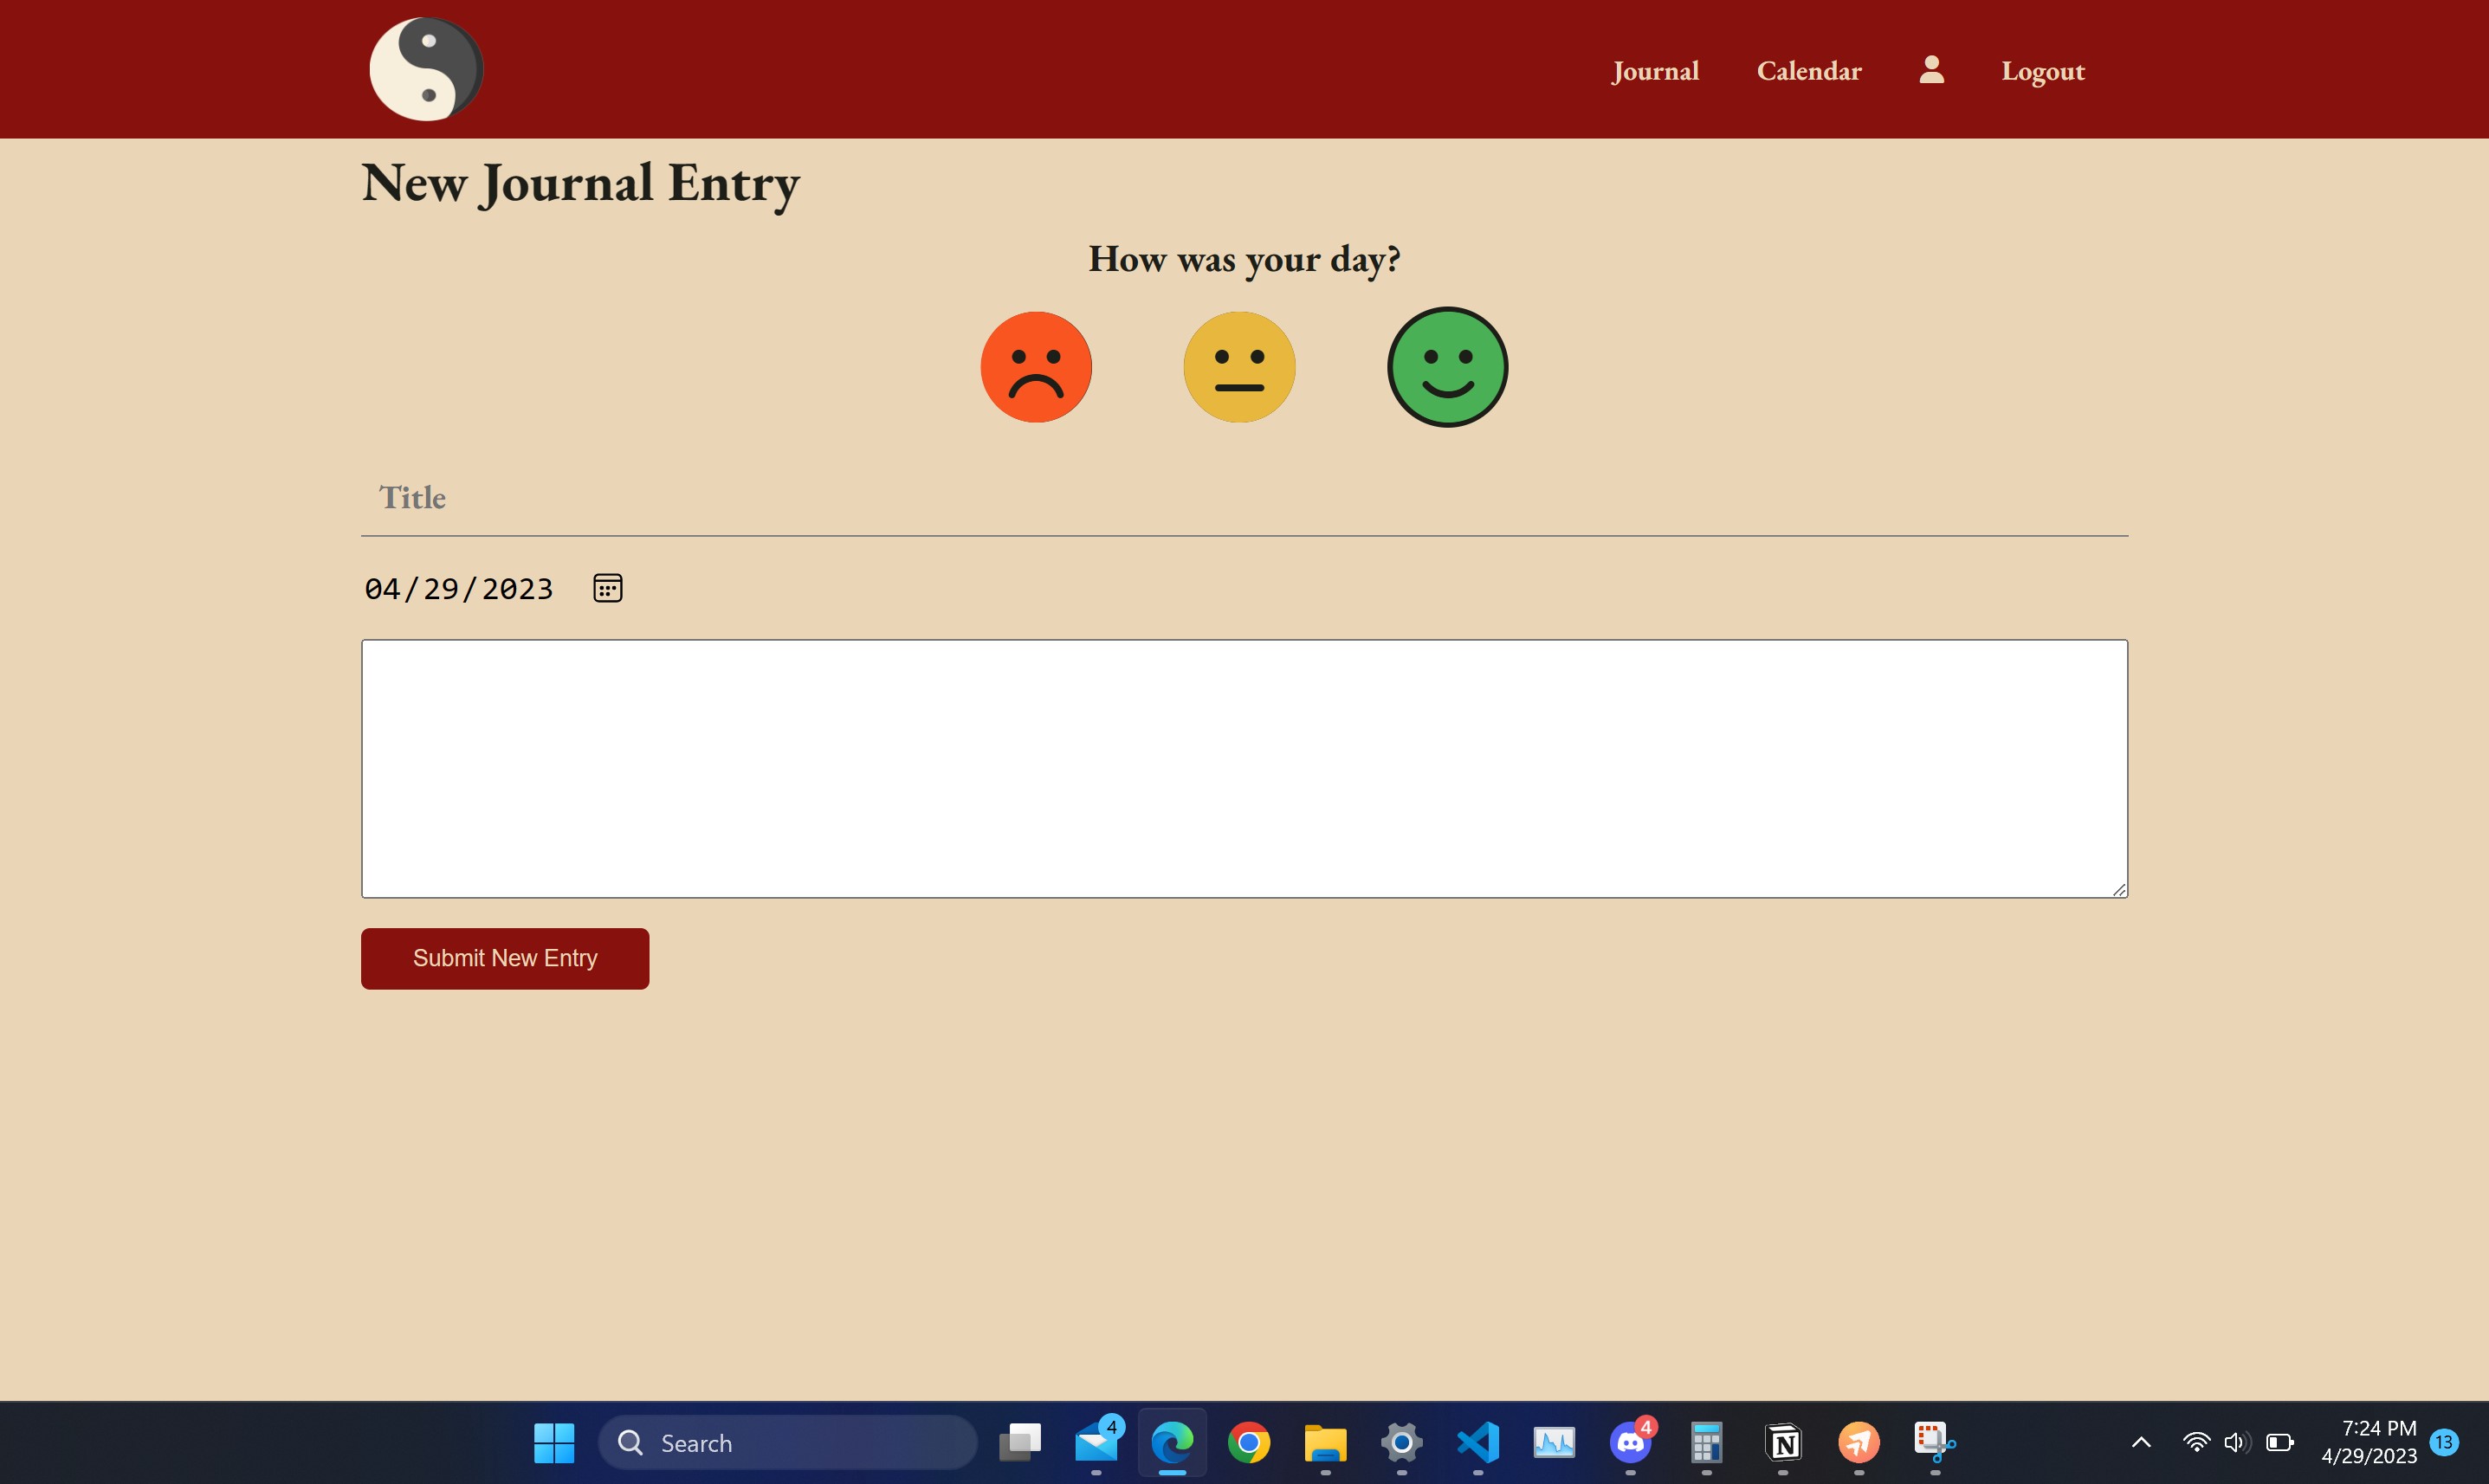 Journal Calendar Logout
New Journal Entry
How was your day?
Title
04/29/2023
Submit New Entry
Search
4
4
N
7:24 PM
4/29/2023
13